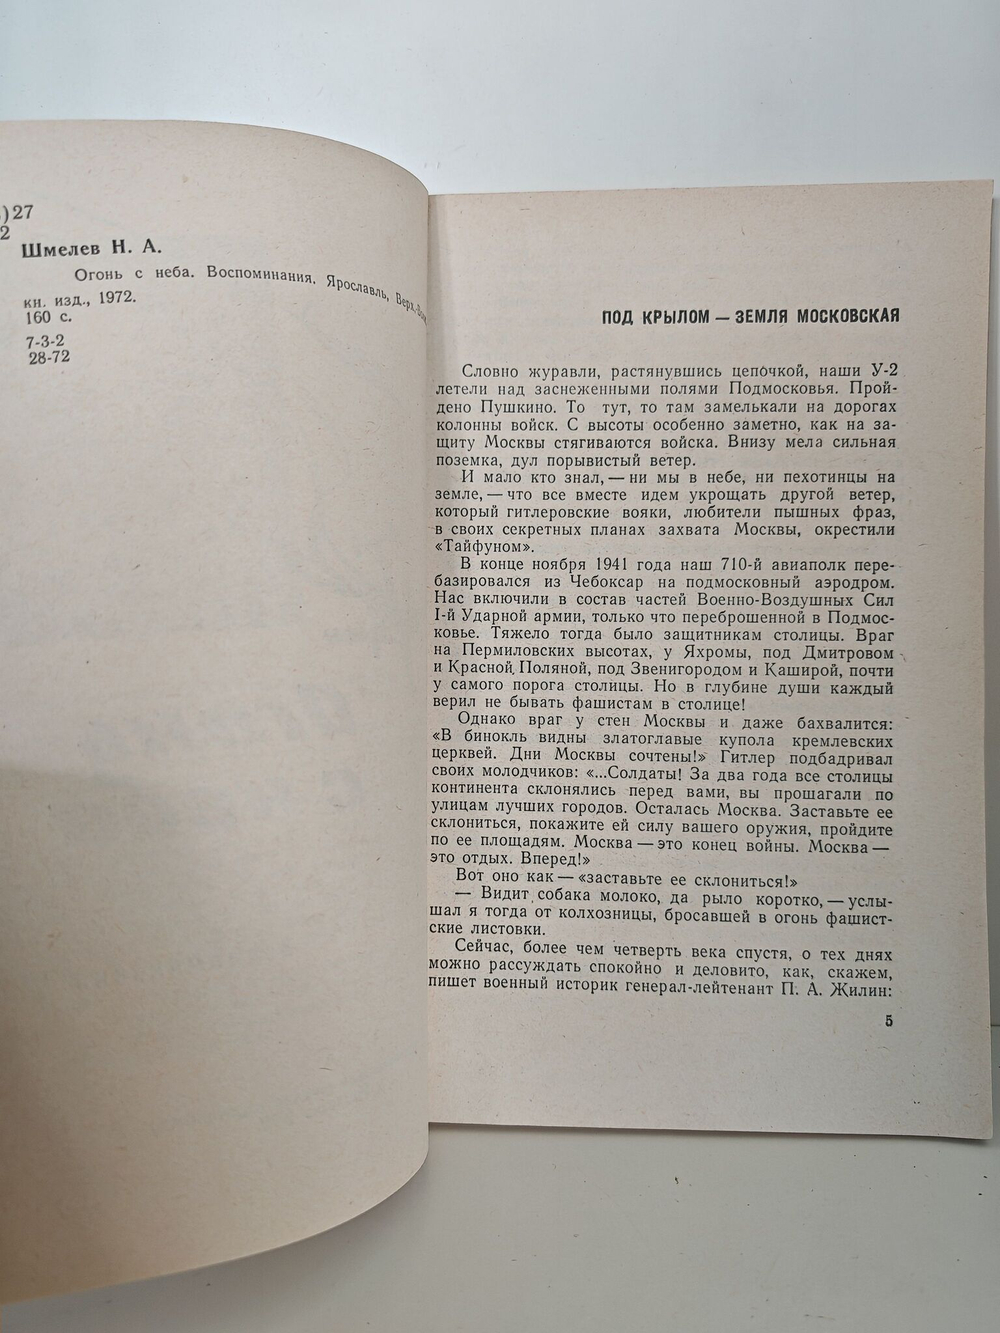 )27
2
Шмелев Н. А.
Огонь с неба. Воспоминания. Ярославль, Верх.-
кн. изд., 1972.
160 с.
7-3-2
28-72
ПОД КРЫЛОМ — ЗЕМЛЯ МОСКОВСКАЯ
Словно журавли, растянувшись цепочкой, наши У-2
летели над заснеженными полями Подмосковья. Прой-
дено Пушкино. То тут, то там замелькали на дорогах
колонны войск. С высоты особенно заметно, как на за-
щиту Москвы стягиваются войска. Внизу мела сильная
поземка, дул порывистый ветер.
И мало кто знал, — ни мы в небе, ни пехотинцы на
земле, — что все вместе идем укрощать другой ветер,
который гитлеровские вояки, любители пышных фраз,
в своих секретных планах захвата Москвы, окрестили
«Тайфуном».
В конце ноября 1941 года наш 710-й авиаполк пере-
базировался из Чебоксар на подмосковный аэродром.
Нас включили в состав частей Военно-Воздушных Сил
1-й Ударной армии, только что переброшенной в Подмос-
ковье. Тяжело тогда было защитникам столицы. Враг
на Пермиловских высотах, у Яхромы, под Дмитровом
и Красной Поляной, под Звенигородом и Каширой, почти
у самого порога столицы. Но в глубине души каждый
верил не бывать фашистам в столице!
Однако враг у стен Москвы и даже бахвалится:
«В бинокль видны златоглавые купола кремлевских
церквей. Дни Москвы сочтены!» Гитлер подбадривал
своих молодчиков: «...Солдаты! За два года все столицы
континента склонялись перед вами, вы прошагали по
улицам лучших городов. Осталась Москва. Заставьте ее
склониться, покажите ей силу вашего оружия, пройдите
по ее площадям. Москва — это конец войны. Москва —
это отдых. Вперед!»
Вот оно как — «заставьте ее склониться!»
— Видит собака молоко, да рыло коротко, — услы-
шал я тогда от колхозницы, бросавшей в огонь фашист-
ские листовки.
Сейчас, более чем четверть века спустя, о тех днях
можно рассуждать спокойно и деловито, как, скажем,
пишет военный историк генерал-лейтенант П. А. Жилин:
5